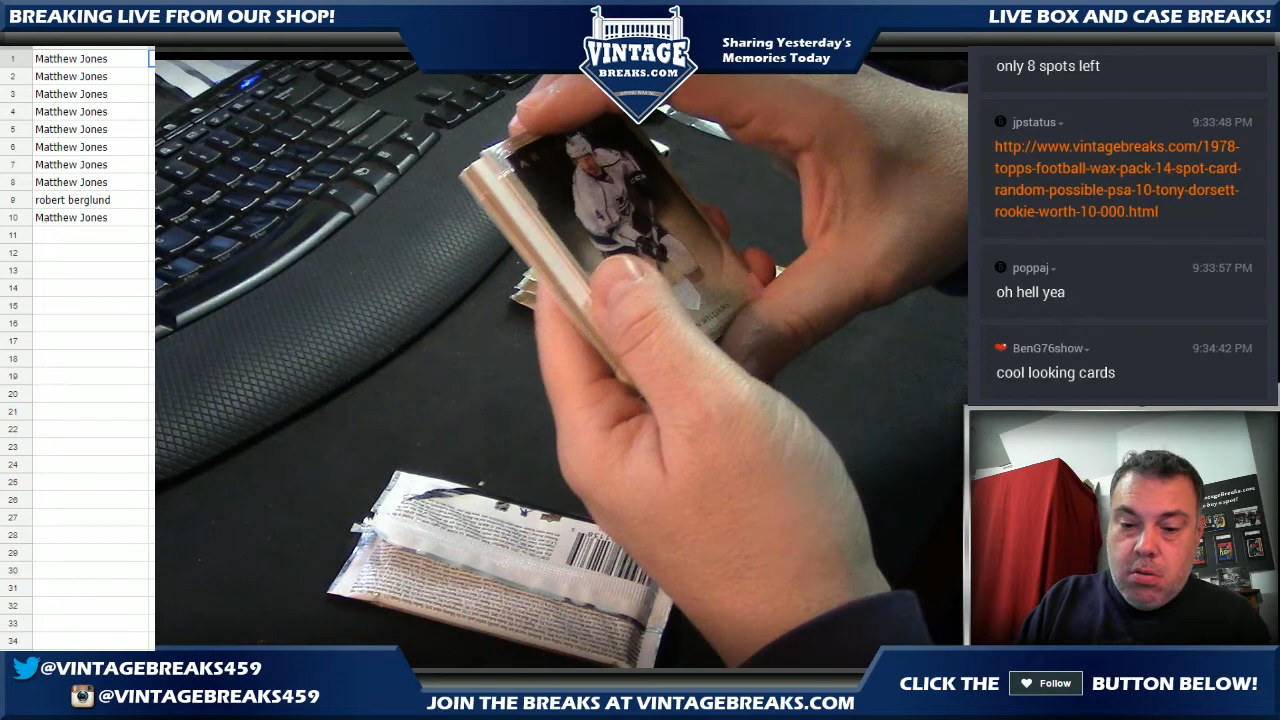 BREAKING LIVE FROM OUR SHOP!
VINTAGE
BREAKS.COM
Sharing Yesterday's
Memories Today
LIVE BOX AND CASE BREAKS!
1 Matthew Jones
2 Matthew Jones
3 Matthew Jones
4 Matthew Jones
5 Matthew Jones
6 Matthew Jones
7 Matthew Jones
8 Matthew Jones
9 robert berglund
10 Matthew Jones
11
12
13
14
15
16
17
18
19
20
21
22
23
24
25
26
27
28
29
30
31
32
33
34
only 8 spots left
jpstatus 9:33:48 PM
http://www.vintagebreaks.com/1978-
topps-football-wax-pack-14-spot-card-
random-possible-psa-10-tony-dorsett-
rookie-worth-10-000.html
poppaj 9:33:57 PM
oh hell yea
BenG76show 9:34:42 PM
cool looking cards
@VINTAGEBREAKS459
@VINTAGEBREAKS459
JOIN THE BREAKS AT VINTAGEBREAKS.COM
CLICK THE Follow BUTTON BELOW!